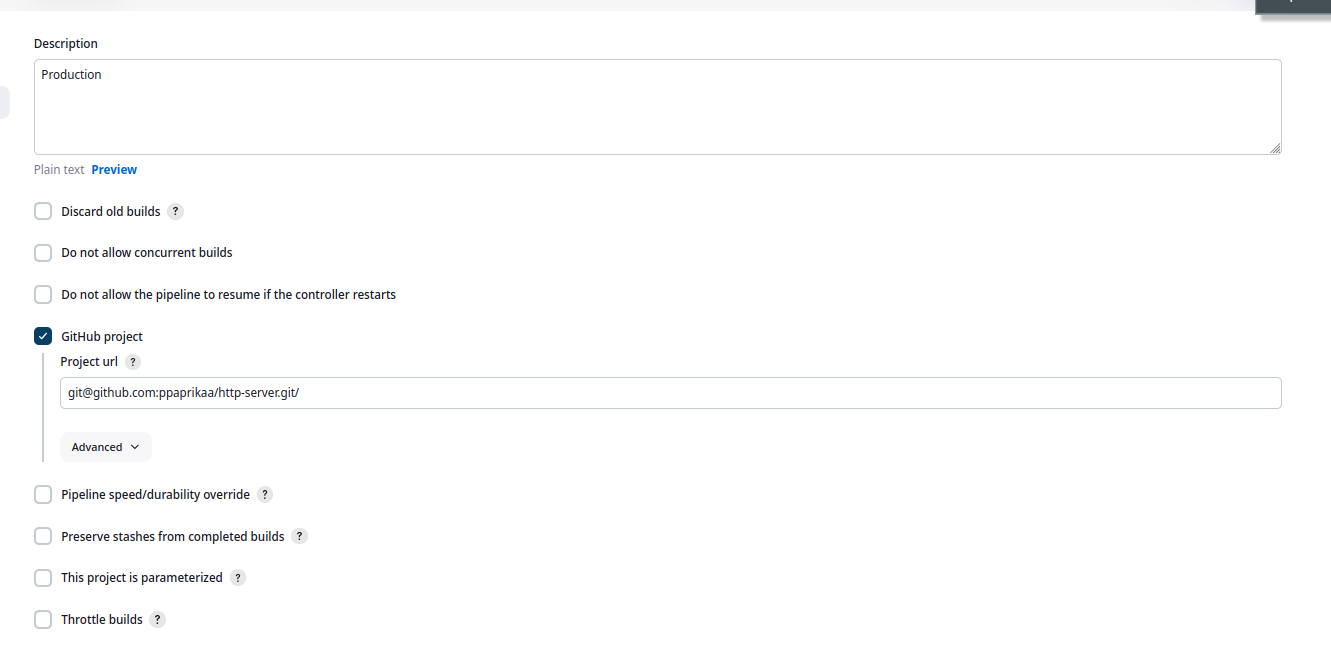 Description
Production
Plain text Preview
Discard old builds ?
Do not allow concurrent builds
Do not allow the pipeline to resume if the controller restarts
GitHub project
Project url ?
git@github.com:ppaprikaa/http-server.git/
Advanced
Pipeline speed/durability override ?
Preserve stashes from completed builds ?
This project is parameterized ?
Throttle builds ?